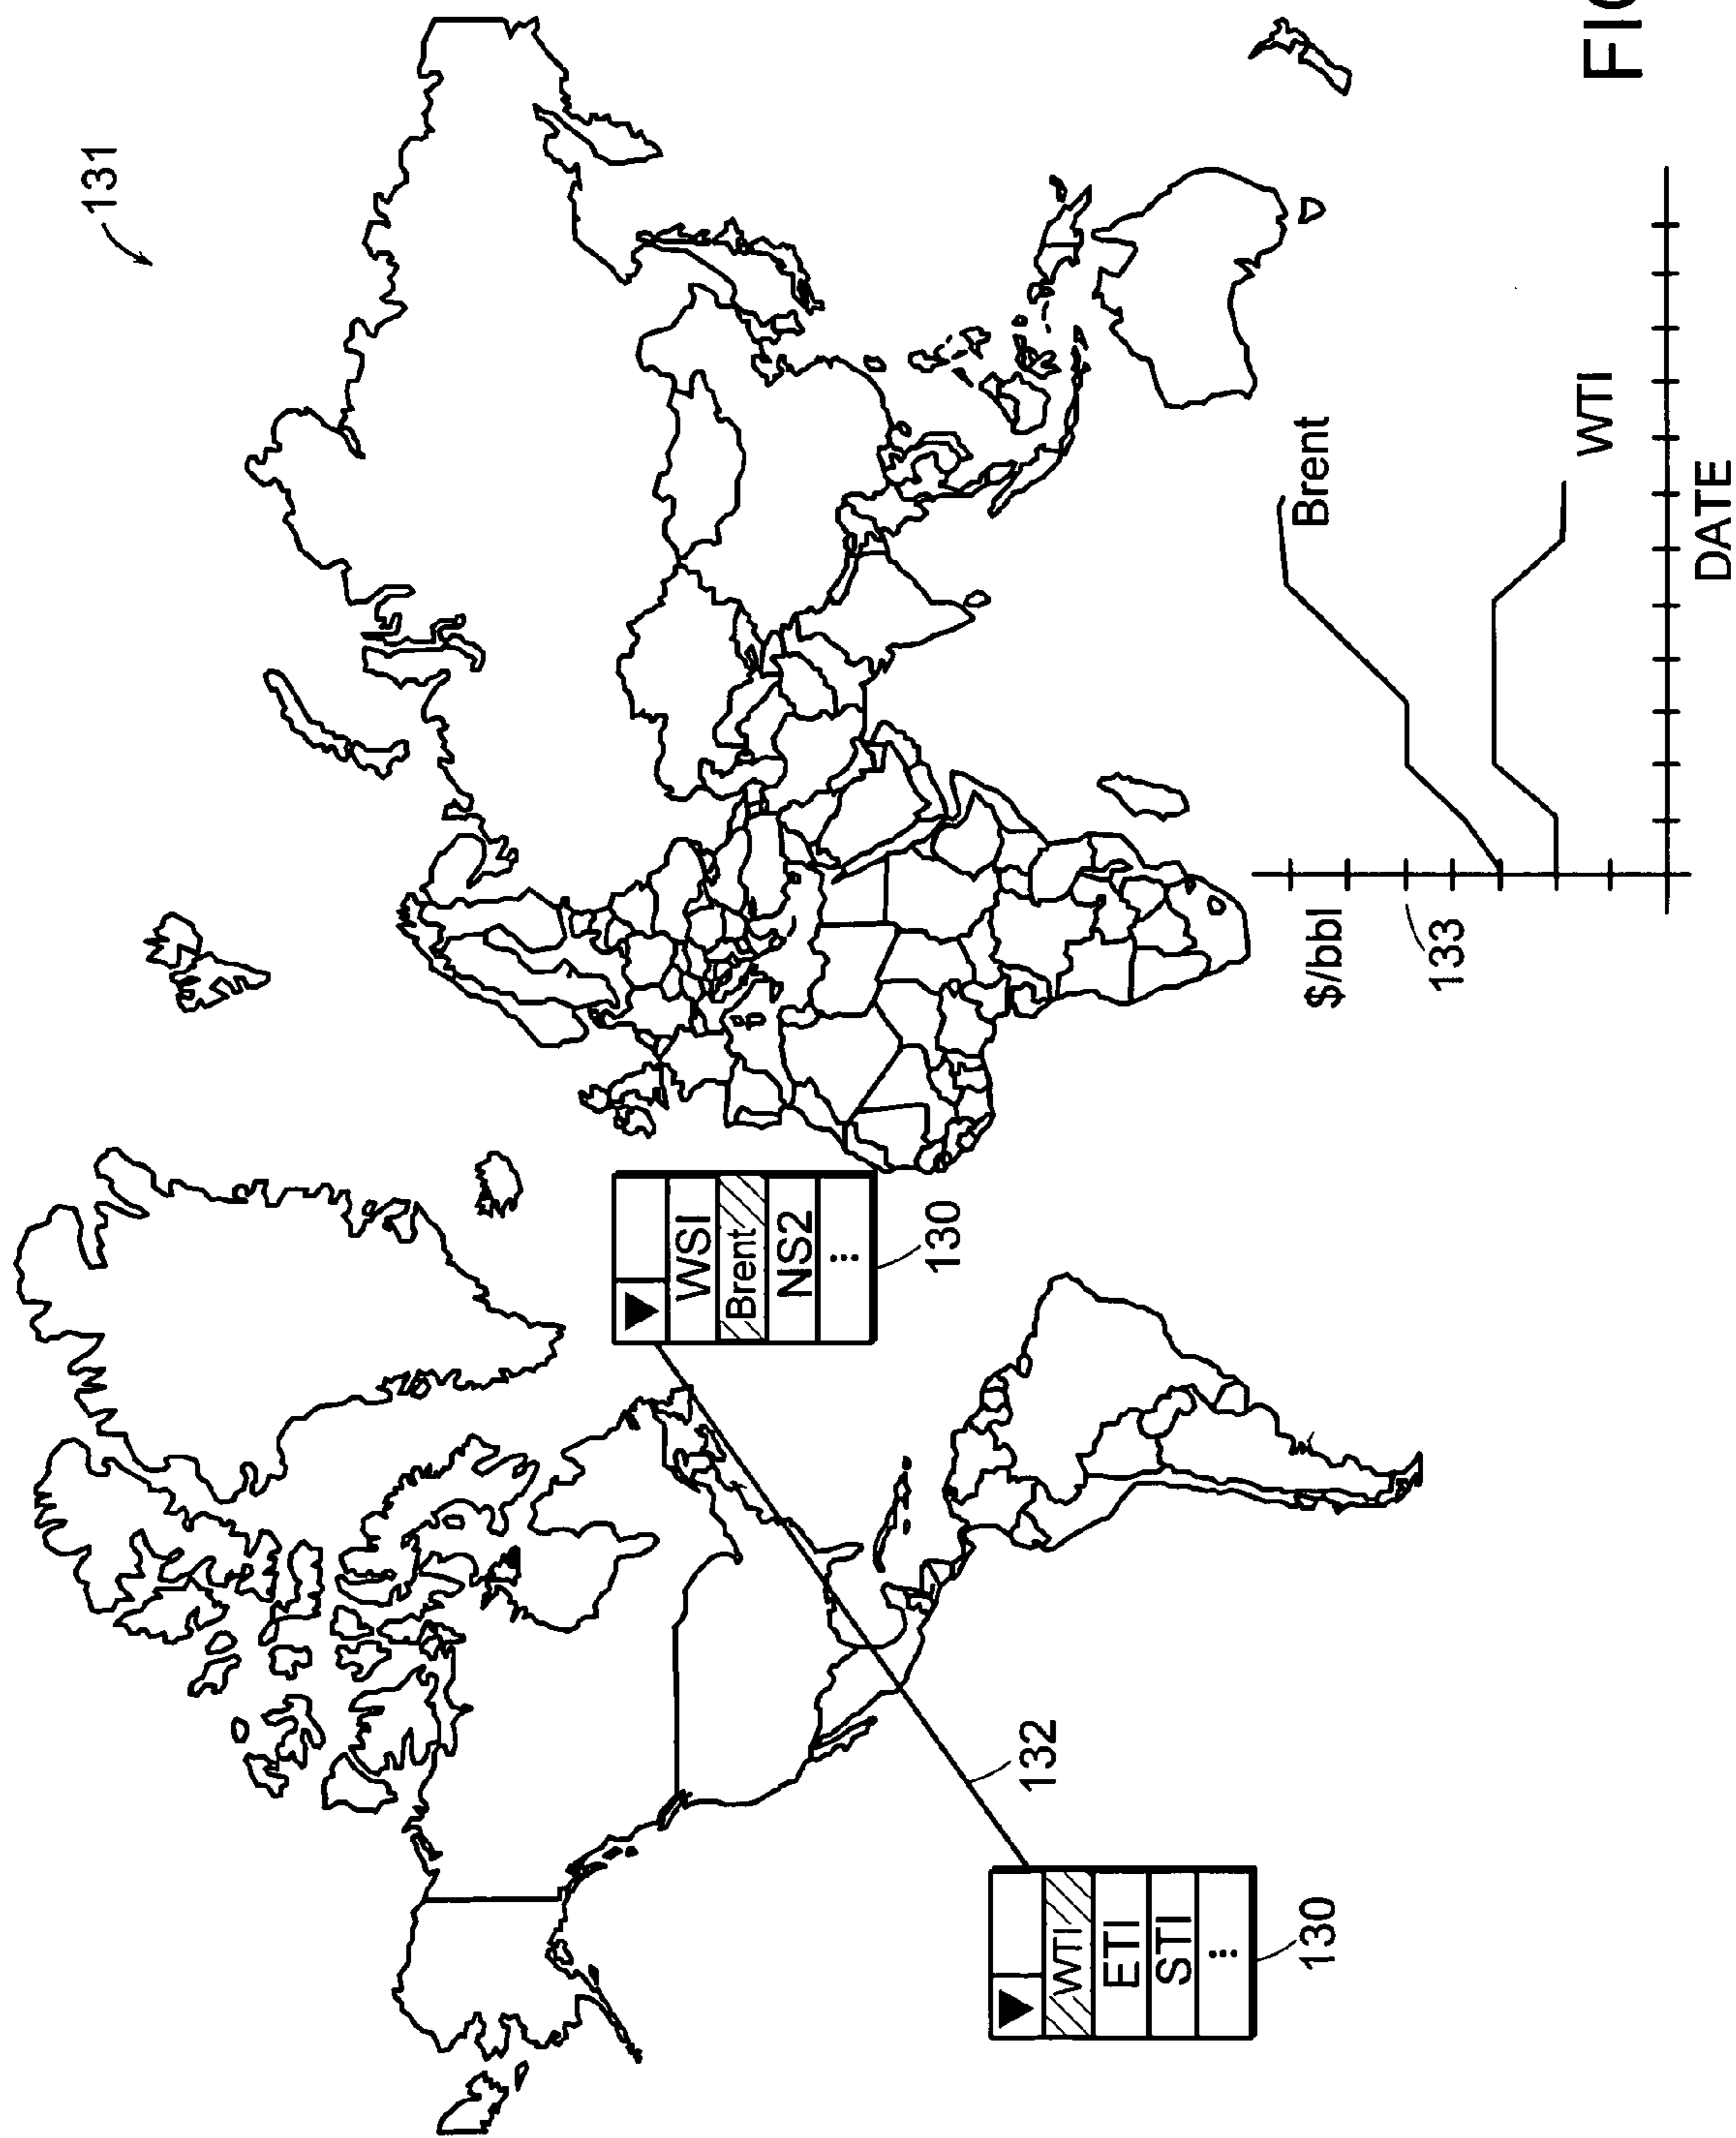 131
WSI
Brent
NS2
⋮
130
WTI
ETI
STI
⋮
130
132
$/bbl
133
Brent
WTI
DATE
FIG